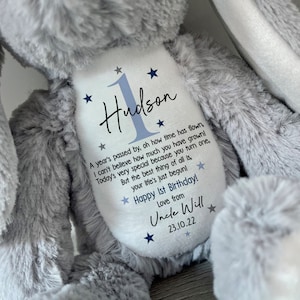 1
Hudson
A year's passed by, oh how time has flown,
I can't believe how much you have grown!
Today's very special because you turn one,
But the best thing of all is,
your life's just begun!
Happy 1st Birthday!
Love from
Uncle Will
23.10.22